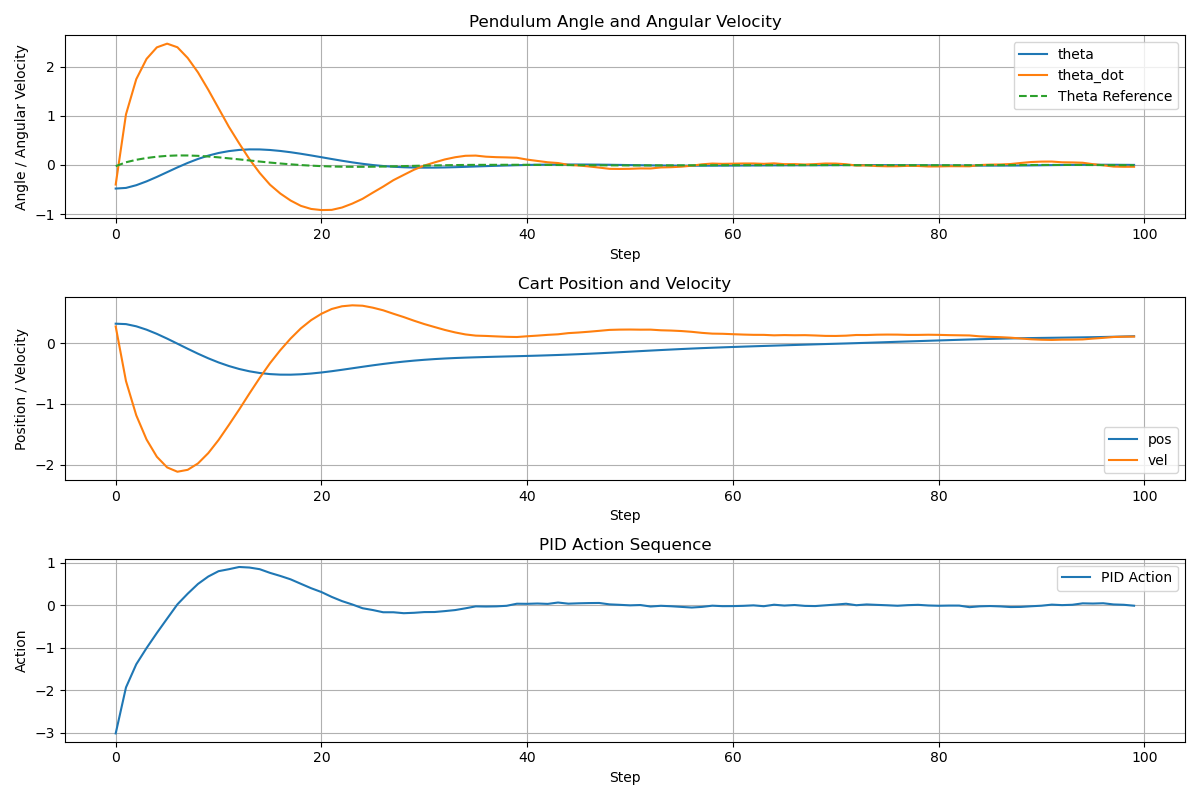 Pendulum Angle and Angular Velocity
Angle / Angular Velocity
2
1
0
−1
theta
theta_dot
Theta Reference
0
20
40
60
80
100
Step
Cart Position and Velocity
Position / Velocity
0
−1
−2
pos
vel
0
20
40
60
80
100
Step
PID Action Sequence
Action
1
0
−1
−2
−3
PID Action
0
20
40
60
80
100
Step